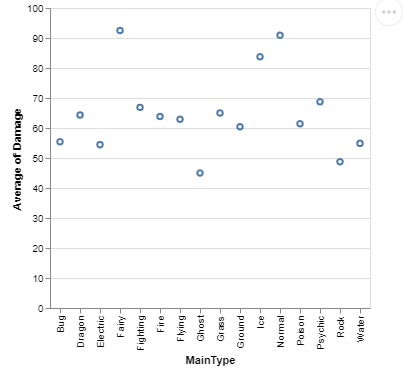 100
90
80
70
60
50
40
30
20
10
0
Average of Damage
Bug
Dragon
Electric
Fairy
Fighting
Fire
Flying
Ghost
Grass
Ground
Ice
Normal
Poison
Psychic
Rock
Water
MainType